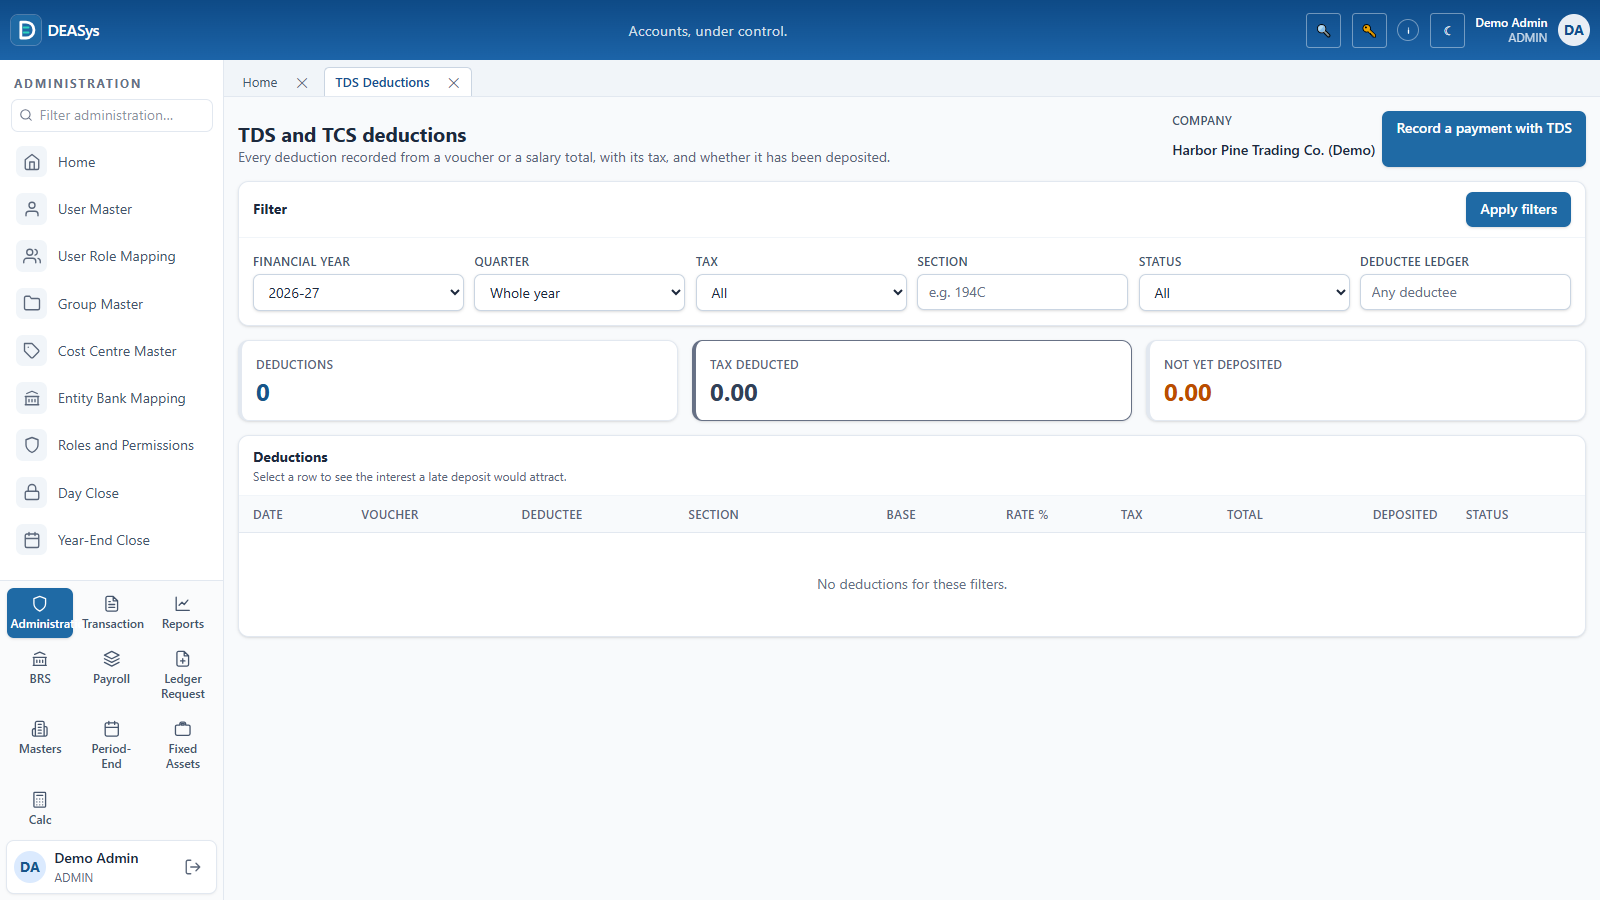 DEASys
Accounts, under control.
Demo Admin
ADMIN
DA
ADMINISTRATION
Filter administration...
Home
User Master
User Role Mapping
Group Master
Cost Centre Master
Entity Bank Mapping
Roles and Permissions
Day Close
Year-End Close
Administrat
Transaction
Reports
BRS
Payroll
Ledger
Request
Masters
Period-
End
Fixed
Assets
Calc
DA
Demo Admin
ADMIN
Home
TDS Deductions
TDS and TCS deductions
Every deduction recorded from a voucher or a salary total, with its tax, and whether it has been deposited.
COMPANY
Harbor Pine Trading Co. (Demo)
Record a payment with TDS
Filter
Apply filters
FINANCIAL YEAR
QUARTER
TAX
SECTION
STATUS
DEDUCTEE LEDGER
2026-27
Whole year
All
e.g. 194C
All
Any deductee
DEDUCTIONS
0
TAX DEDUCTED
0.00
NOT YET DEPOSITED
0.00
Deductions
Select a row to see the interest a late deposit would attract.
DATE
VOUCHER
DEDUCTEE
SECTION
BASE
RATE %
TAX
TOTAL
DEPOSITED
STATUS
No deductions for these filters.